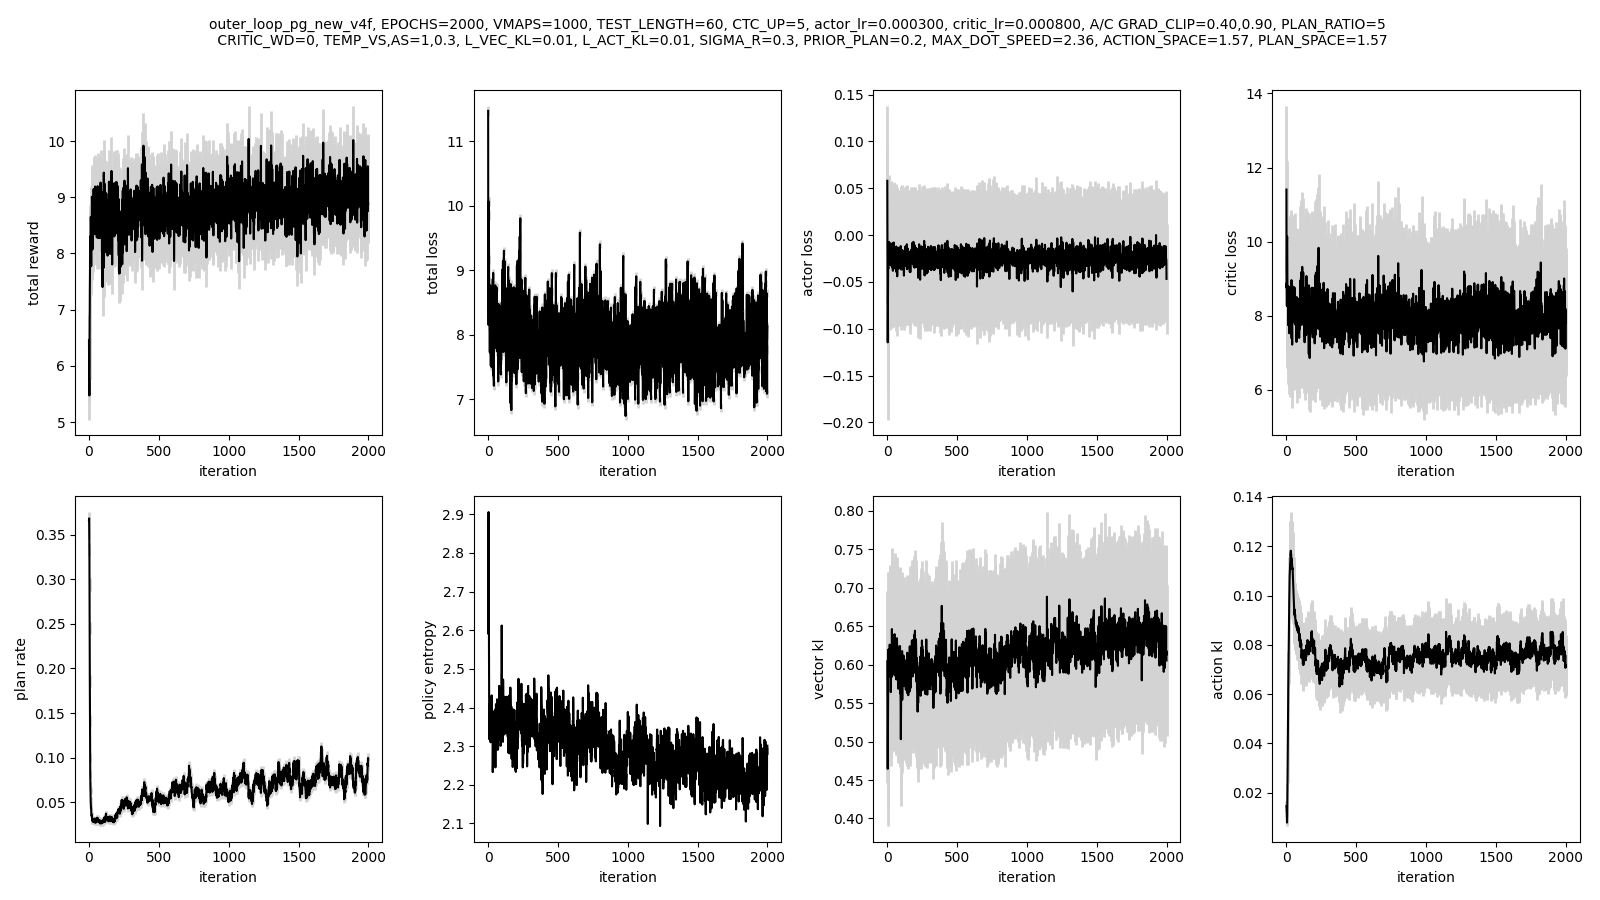 outer_loop_pg_new_v4f, EPOCHS=2000, VMAPS=1000, TEST_LENGTH=60, CTC_UP=5, actor_lr=0.000300, critic_lr=0.000800, A/C GRAD_CLIP=0.40,0.90, PLAN_RATIO=5
CRITIC_WD=0, TEMP_VS,AS=1,0.3, L_VEC_KL=0.01, L_ACT_KL=0.01, SIGMA_R=0.3, PRIOR_PLAN=0.2, MAX_DOT_SPEED=2.36, ACTION_SPACE=1.57, PLAN_SPACE=1.57
total reward
10
9
8
7
6
5
0 500 1000 1500 2000
iteration
total loss
11
10
9
8
7
0 500 1000 1500 2000
iteration
actor loss
0.15
0.10
0.05
0.00
−0.05
−0.10
−0.15
−0.20
0 500 1000 1500 2000
iteration
critic loss
14
12
10
8
6
0 500 1000 1500 2000
iteration
plan rate
0.35
0.30
0.25
0.20
0.15
0.10
0.05
0 500 1000 1500 2000
iteration
policy entropy
2.9
2.8
2.7
2.6
2.5
2.4
2.3
2.2
2.1
0 500 1000 1500 2000
iteration
vector kl
0.80
0.75
0.70
0.65
0.60
0.55
0.50
0.45
0.40
0 500 1000 1500 2000
iteration
action kl
0.14
0.12
0.10
0.08
0.06
0.04
0.02
0 500 1000 1500 2000
iteration